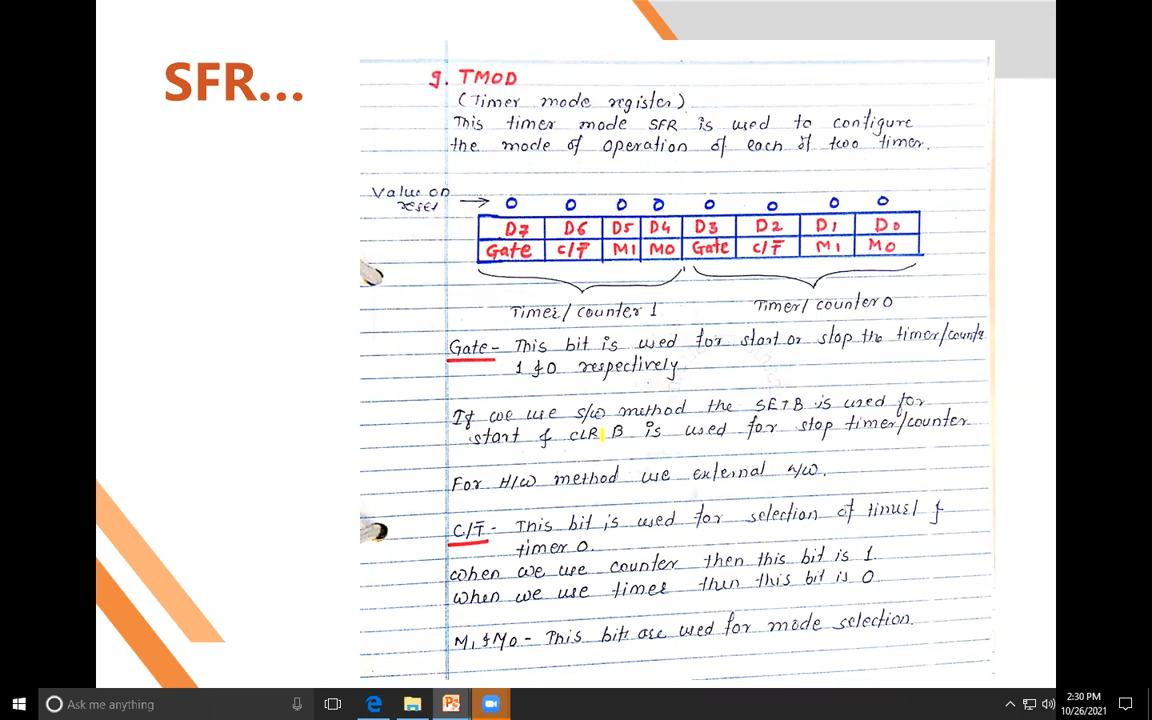 SFR...
g. TMOD
(Timer mode register)
This timer mode SFR is used to configure
the mode of operation of each of two timer.
Value on
reset → 0 0 0 0 0 0 0 0
D7 D6 D5 D4 D3 D2 D1 D0
Gate C/T̅ M1 M0 Gate C/T̅ M1 M0
Timer/counter 1 Timer/counter 0
Gate - This bit is used for start or stop the timer/counte
1 & 0 respectively
If we use s/w method the SETB is used for
start & CLR B is used for stop timer/counter
For H/w method use external s/w.
C/T̅ - This bit is used for selection of timer1 &
timer 0.
when we use counter then this bit is 1
when we use timer then this bit is 0
M1 & M0 - This bits are used for mode selection.
Ask me anything
2:30 PM
10/26/2021